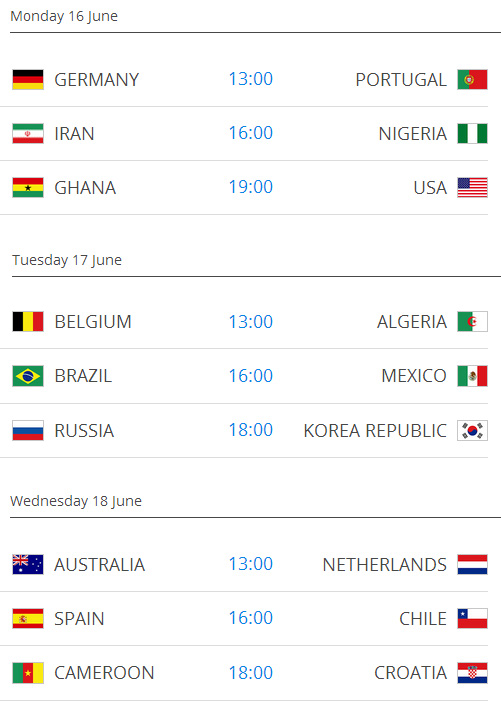 Monday 16 June
GERMANY 13:00 PORTUGAL
IRAN 16:00 NIGERIA
GHANA 19:00 USA
Tuesday 17 June
BELGIUM 13:00 ALGERIA
BRAZIL 16:00 MEXICO
RUSSIA 18:00 KOREA REPUBLIC
Wednesday 18 June
AUSTRALIA 13:00 NETHERLANDS
SPAIN 16:00 CHILE
CAMEROON 18:00 CROATIA